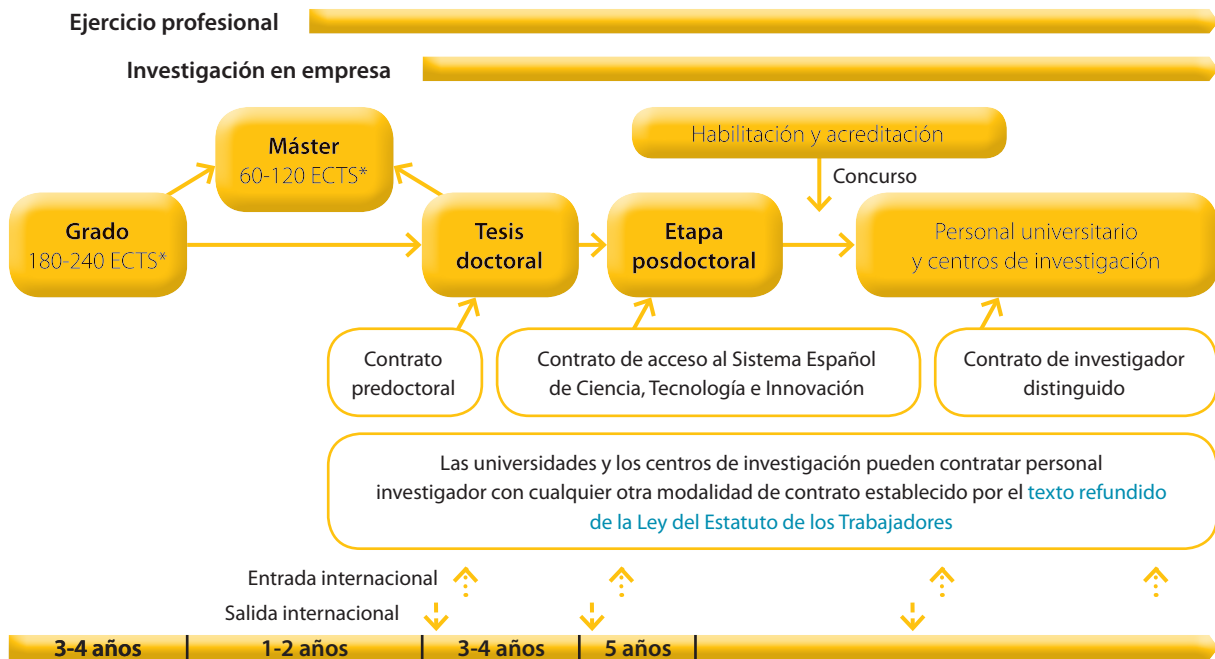 Ejercicio profesional
Investigación en empresa
Máster
60-120 ECTS*
Habilitación y acreditación
Concurso
Grado
180-240 ECTS*
Tesis
doctoral
Etapa
posdoctoral
Personal universitario
y centros de investigación
Contrato
predoctoral
Contrato de acceso al Sistema Español
de Ciencia, Tecnología e Innovación
Contrato de investigador
distinguido
Las universidades y los centros de investigación pueden contratar personal
investigador con cualquier otra modalidad de contrato establecido por el texto refundido
de la Ley del Estatuto de los Trabajadores
Entrada internacional
Salida internacional
3-4 años
1-2 años
3-4 años
5 años